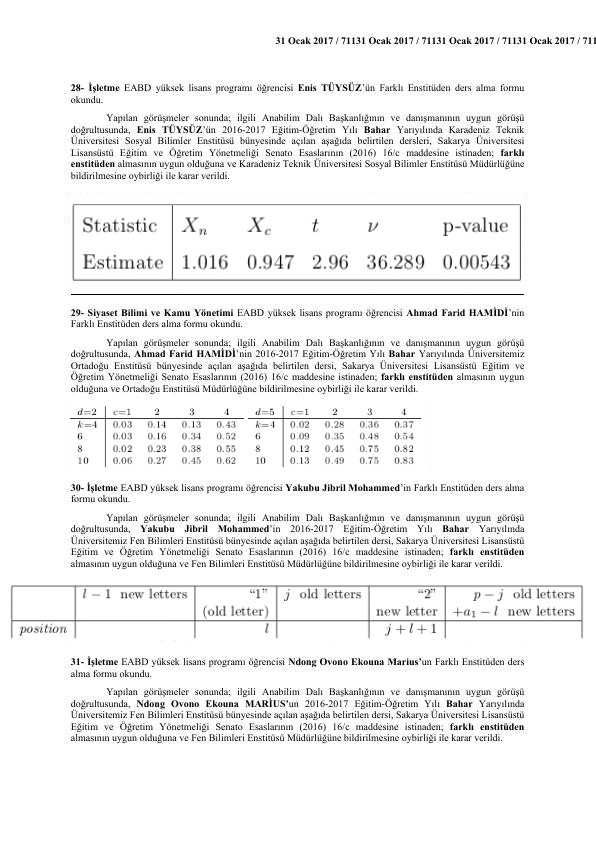 31 Ocak 2017 / 71131 Ocak 2017 / 71131 Ocak 2017 / 71131 Ocak 2017 / 711
28- İşletme EABD yüksek lisans programı öğrencisi Enis TÜYSÜZ'ün Farklı Enstitüden ders alma formu
okundu.
Yapılan görüşmeler sonunda; ilgili Anabilim Dalı Başkanlığının ve danışmanının uygun görüşü
doğrultusunda, Enis TÜYSÜZ'ün 2016-2017 Eğitim-Öğretim Yılı Bahar Yarıyılında Karadeniz Teknik
Üniversitesi Sosyal Bilimler Enstitüsü bünyesinde açılan aşağıda belirtilen dersleri, Sakarya Üniversitesi
Lisansüstü Eğitim ve Öğretim Yönetmeliği Senato Esaslarının (2016) 16/c maddesine istinaden; farklı
enstitüden almasının uygun olduğuna ve Karadeniz Teknik Üniversitesi Sosyal Bilimler Enstitüsü Müdürlüğüne
bildirilmesine oybirliği ile karar verildi.
Statistic X_n X_c t ν p-value
Estimate 1.016 0.947 2.96 36.289 0.00543
29- Siyaset Bilimi ve Kamu Yönetimi EABD yüksek lisans programı öğrencisi Ahmad Farid HAMİDİ'nin
Farklı Enstitüden ders alma formu okundu.
Yapılan görüşmeler sonunda; ilgili Anabilim Dalı Başkanlığının ve danışmanının uygun görüşü
doğrultusunda, Ahmad Farid HAMİDİ'nin 2016-2017 Eğitim-Öğretim Yılı Bahar Yarıyılında Üniversitemiz
Ortadoğu Enstitüsü bünyesinde açılan aşağıda belirtilen dersi, Sakarya Üniversitesi Lisansüstü Eğitim ve
Öğretim Yönetmeliği Senato Esaslarının (2016) 16/c maddesine istinaden; farklı enstitüden almasının uygun
olduğuna ve Ortadoğu Enstitüsü Müdürlüğüne bildirilmesine oybirliği ile karar verildi.
d=2 c=1 2 3 4 d=5 c=1 2 3 4
k=4 0.03 0.14 0.13 0.43 k=4 0.02 0.28 0.36 0.37
6 0.03 0.16 0.34 0.52 6 0.09 0.35 0.48 0.54
8 0.02 0.23 0.38 0.55 8 0.12 0.45 0.75 0.82
10 0.06 0.27 0.45 0.62 10 0.13 0.49 0.75 0.83
30- İşletme EABD yüksek lisans programı öğrencisi Yakubu Jibril Mohammed'in Farklı Enstitüden ders alma
formu okundu.
Yapılan görüşmeler sonunda; ilgili Anabilim Dalı Başkanlığının ve danışmanının uygun görüşü
doğrultusunda, Yakubu Jibril Mohammed'in 2016-2017 Eğitim-Öğretim Yılı Bahar Yarıyılında
Üniversitemiz Fen Bilimleri Enstitüsü bünyesinde açılan aşağıda belirtilen dersi, Sakarya Üniversitesi Lisansüstü
Eğitim ve Öğretim Yönetmeliği Senato Esaslarının (2016) 16/c maddesine istinaden; farklı enstitüden
almasının uygun olduğuna ve Fen Bilimleri Enstitüsü Müdürlüğüne bildirilmesine oybirliği ile karar verildi.
l − 1 new letters "1" j old letters "2" p − j old letters
(old letter) new letter +a₁ − l new letters
position l j + l + 1
31- İşletme EABD yüksek lisans programı öğrencisi Ndong Ovono Ekouna Marius'un Farklı Enstitüden ders
alma formu okundu.
Yapılan görüşmeler sonunda; ilgili Anabilim Dalı Başkanlığının ve danışmanının uygun görüşü
doğrultusunda, Ndong Ovono Ekouna MARİUS'un 2016-2017 Eğitim-Öğretim Yılı Bahar Yarıyılında
Üniversitemiz Fen Bilimleri Enstitüsü bünyesinde açılan aşağıda belirtilen dersi, Sakarya Üniversitesi Lisansüstü
Eğitim ve Öğretim Yönetmeliği Senato Esaslarının (2016) 16/c maddesine istinaden; farklı enstitüden
almasının uygun olduğuna ve Fen Bilimleri Enstitüsü Müdürlüğüne bildirilmesine oybirliği ile karar verildi.